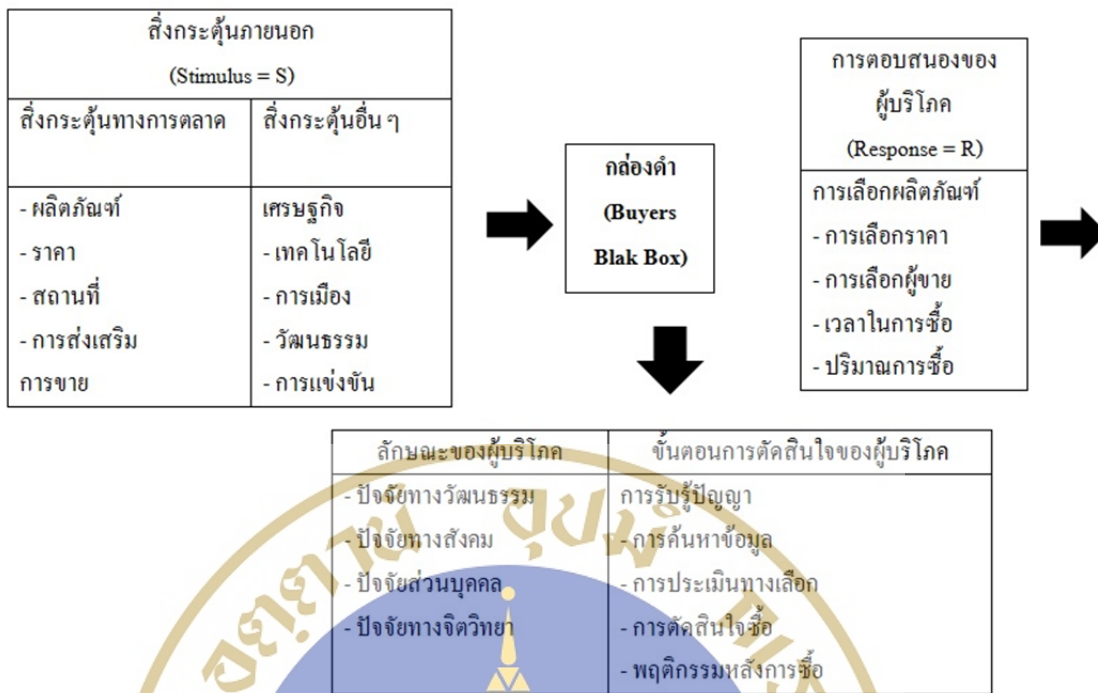 สิ่งกระตุ้นภายนอก
(Stimulus = S)
สิ่งกระตุ้นทางการตลาด
สิ่งกระตุ้นอื่น ๆ
- ผลิตภัณฑ์
- ราคา
- สถานที่
- การส่งเสริม
การขาย
เศรษฐกิจ
- เทคโนโลยี
- การเมือง
- วัฒนธรรม
- การแข่งขัน
กล่องดำ
(Buyers
Blak Box)
การตอบสนองของ
ผู้บริโภค
(Response = R)
การเลือกผลิตภัณฑ์
- การเลือกราคา
- การเลือกผู้ขาย
- เวลาในการซื้อ
- ปริมาณการซื้อ
ลักษณะของผู้บริโภค
- ปัจจัยทางวัฒนธรรม
- ปัจจัยทางสังคม
- ปัจจัยส่วนบุคคล
- ปัจจัยทางจิตวิทยา
ขั้นตอนการตัดสินใจของผู้บริโภค
การรับรู้ปัญญา
- การค้นหาข้อมูล
- การประเมินทางเลือก
- การตัดสินใจซื้อ
- พฤติกรรมหลังการซื้อ